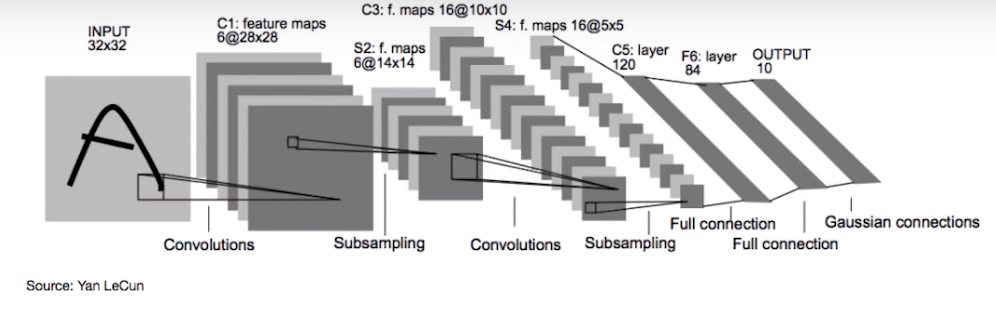 INPUT
32x32
C1: feature maps
6@28x28
S2: f. maps
6@14x14
C3: f. maps 16@10x10
S4: f. maps 16@5x5
C5: layer
120
F6: layer
84
OUTPUT
10
A
Convolutions
Subsampling
Convolutions
Subsampling
Full connection
Full connection
Gaussian connections
Source: Yan LeCun